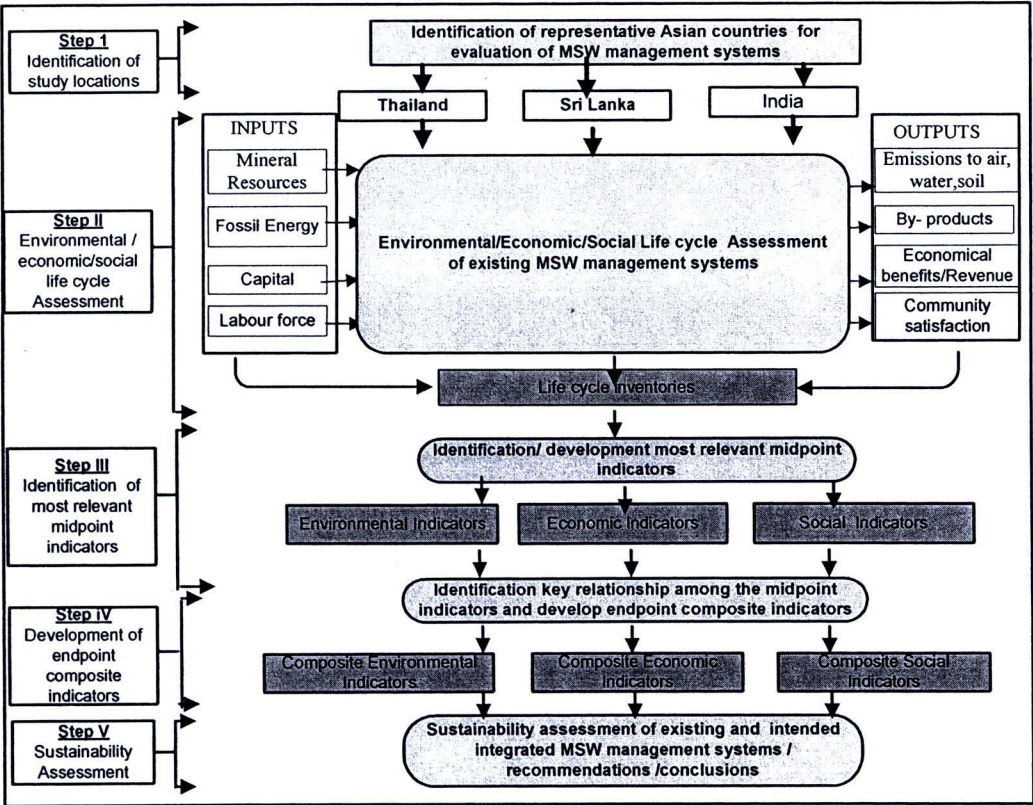 Step 1
Identification of
study locations
Identification of representative Asian countries for
evaluation of MSW management systems
Thailand
Sri Lanka
India
INPUTS
Mineral
Resources
Fossil Energy
Capital
Labour force
Step II
Environmental /
economic/social
life cycle
Assessment
Environmental/Economic/Social Life cycle Assessment
of existing MSW management systems
OUTPUTS
Emissions to air,
water,soil
By- products
Economical
benefits/Revenue
Community
satisfaction
Life cycle inventories
Step III
Identification of
most relevant
midpoint
indicators
Identification/ development most relevant midpoint
indicators
Environmental Indicators
Economic Indicators
Social Indicators
Step iV
Development of
endpoint
composite
indicators
Identification key relationship among the midpoint
indicators and develop endpoint composite indicators
Composite Environmental
Indicators
Composite Economic
Indicators
Composite Social
Indicators
Step V
Sustainability
Assessment
Sustainability assessment of existing and intended
integrated MSW management systems /
recommendations /conclusions